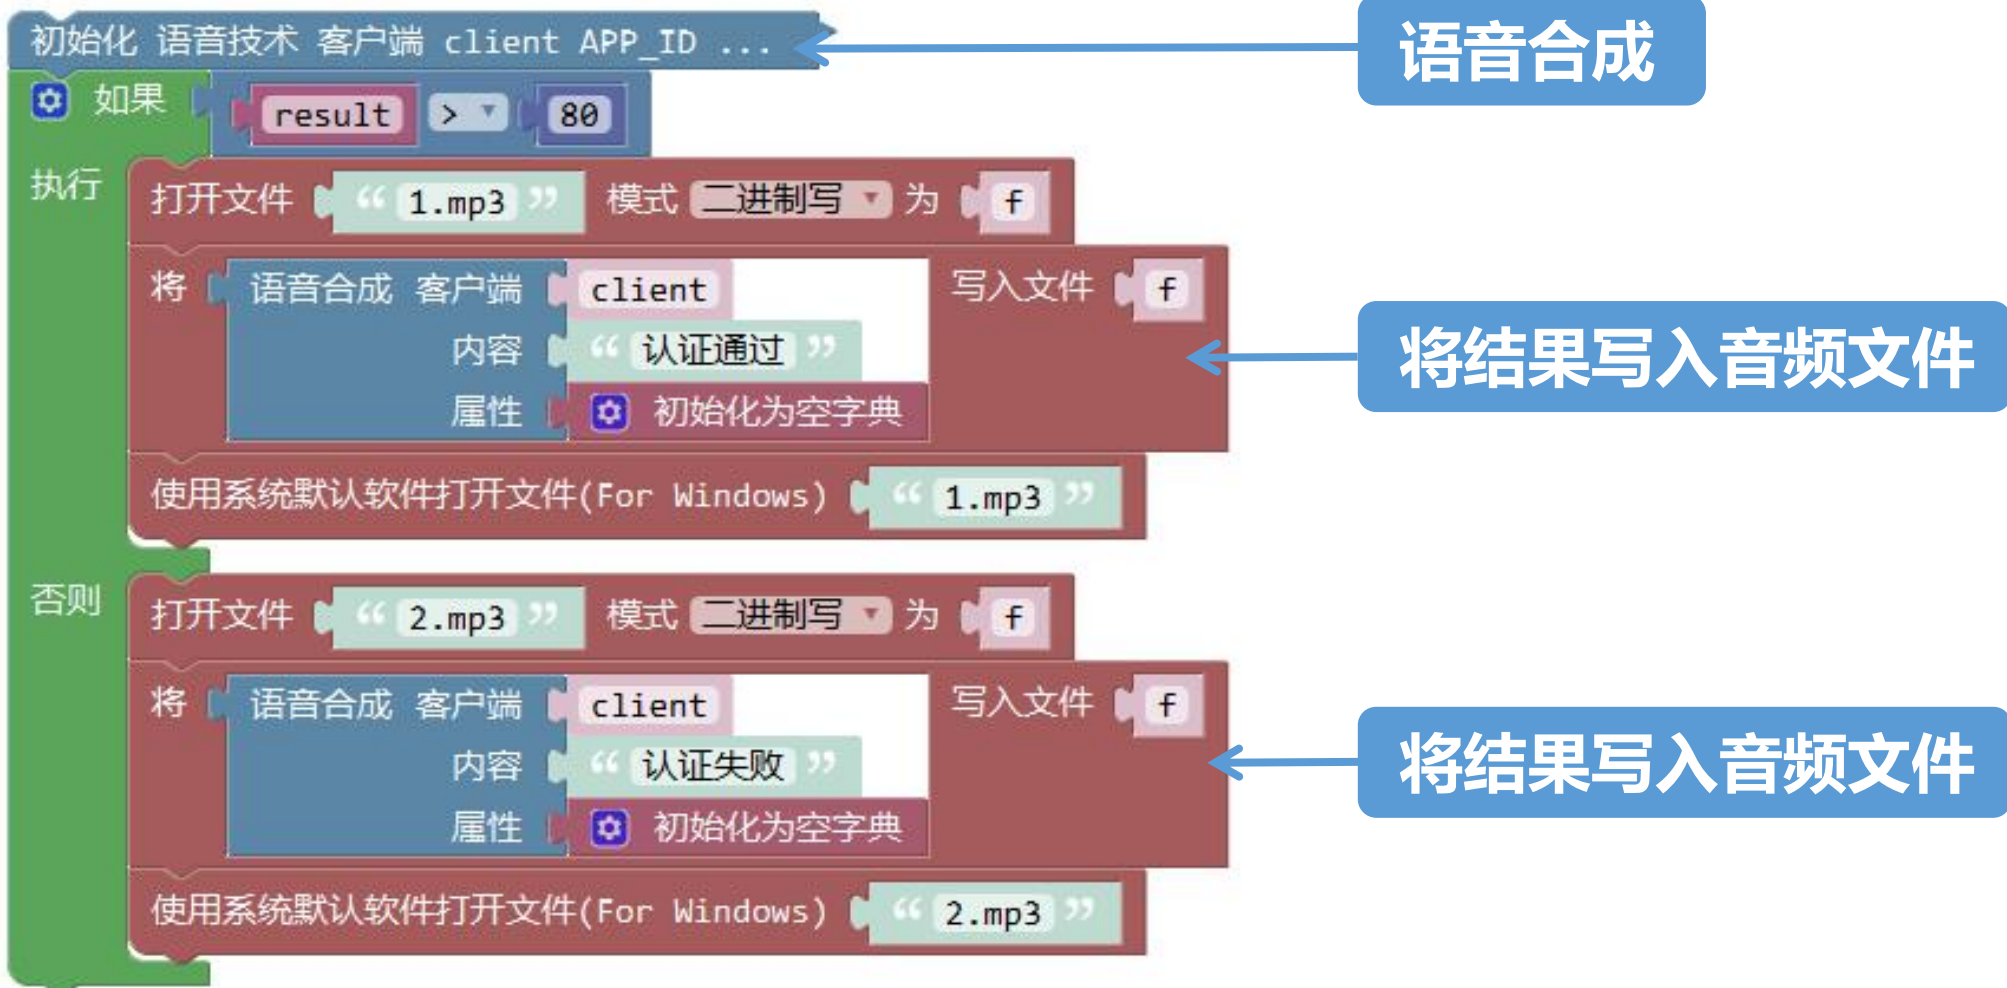 初始化 语音技术 客户端 client APP_ID ...
语音合成
如果 result > 80
执行
打开文件 “ 1.mp3 ” 模式 二进制写 为 f
将 语音合成 客户端 client 写入文件 f
内容 “ 认证通过 ”
将结果写入音频文件
属性 初始化为空字典
使用系统默认软件打开文件(For Windows) “ 1.mp3 ”
否则
打开文件 “ 2.mp3 ” 模式 二进制写 为 f
将 语音合成 客户端 client 写入文件 f
内容 “ 认证失败 ”
将结果写入音频文件
属性 初始化为空字典
使用系统默认软件打开文件(For Windows) “ 2.mp3 ”